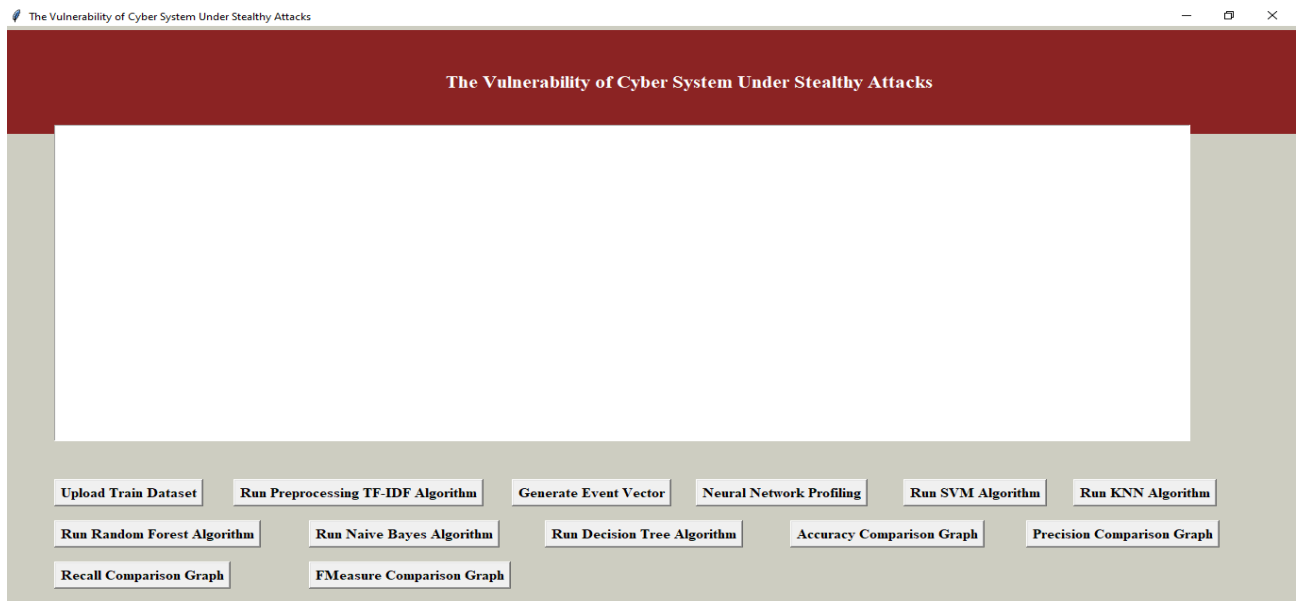 The Vulnerability of Cyber System Under Stealthy Attacks
The Vulnerability of Cyber System Under Stealthy Attacks
Upload Train Dataset Run Preprocessing TF-IDF Algorithm Generate Event Vector Neural Network Profiling Run SVM Algorithm Run KNN Algorithm
Run Random Forest Algorithm Run Naive Bayes Algorithm Run Decision Tree Algorithm Accuracy Comparison Graph Precision Comparison Graph
Recall Comparison Graph FMeasure Comparison Graph